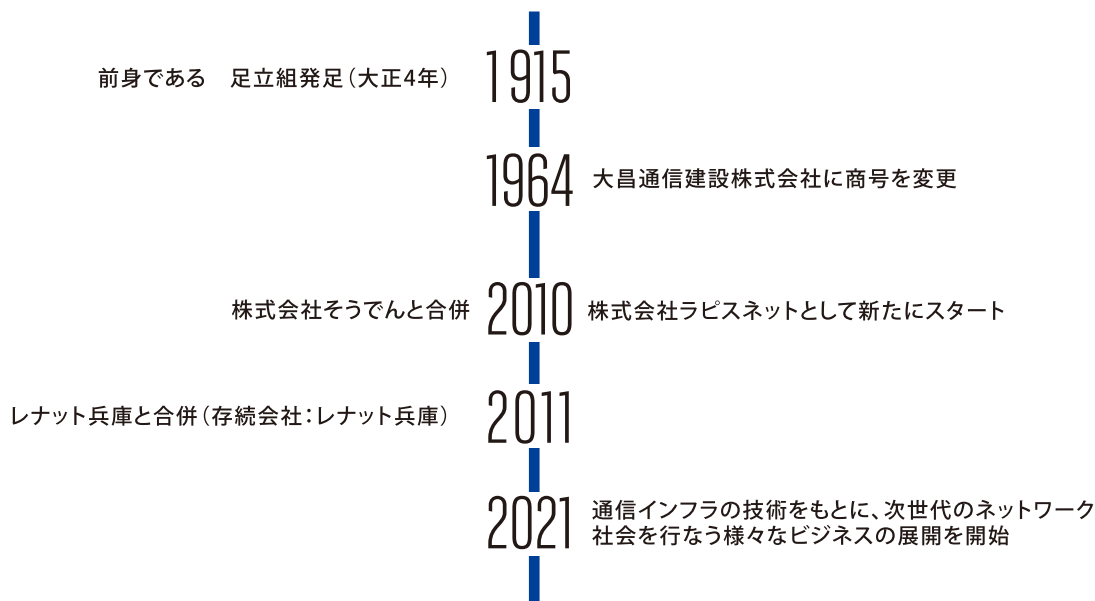 前身である　足立組発足（大正4年） 1915
1964 大昌通信建設株式会社に商号を変更
株式会社そうでんと合併 2010 株式会社ラピスネットとして新たにスタート
レナット兵庫と合併（存続会社：レナット兵庫） 2011
2021 通信インフラの技術をもとに、次世代のネットワーク
社会を行なう様々なビジネスの展開を開始